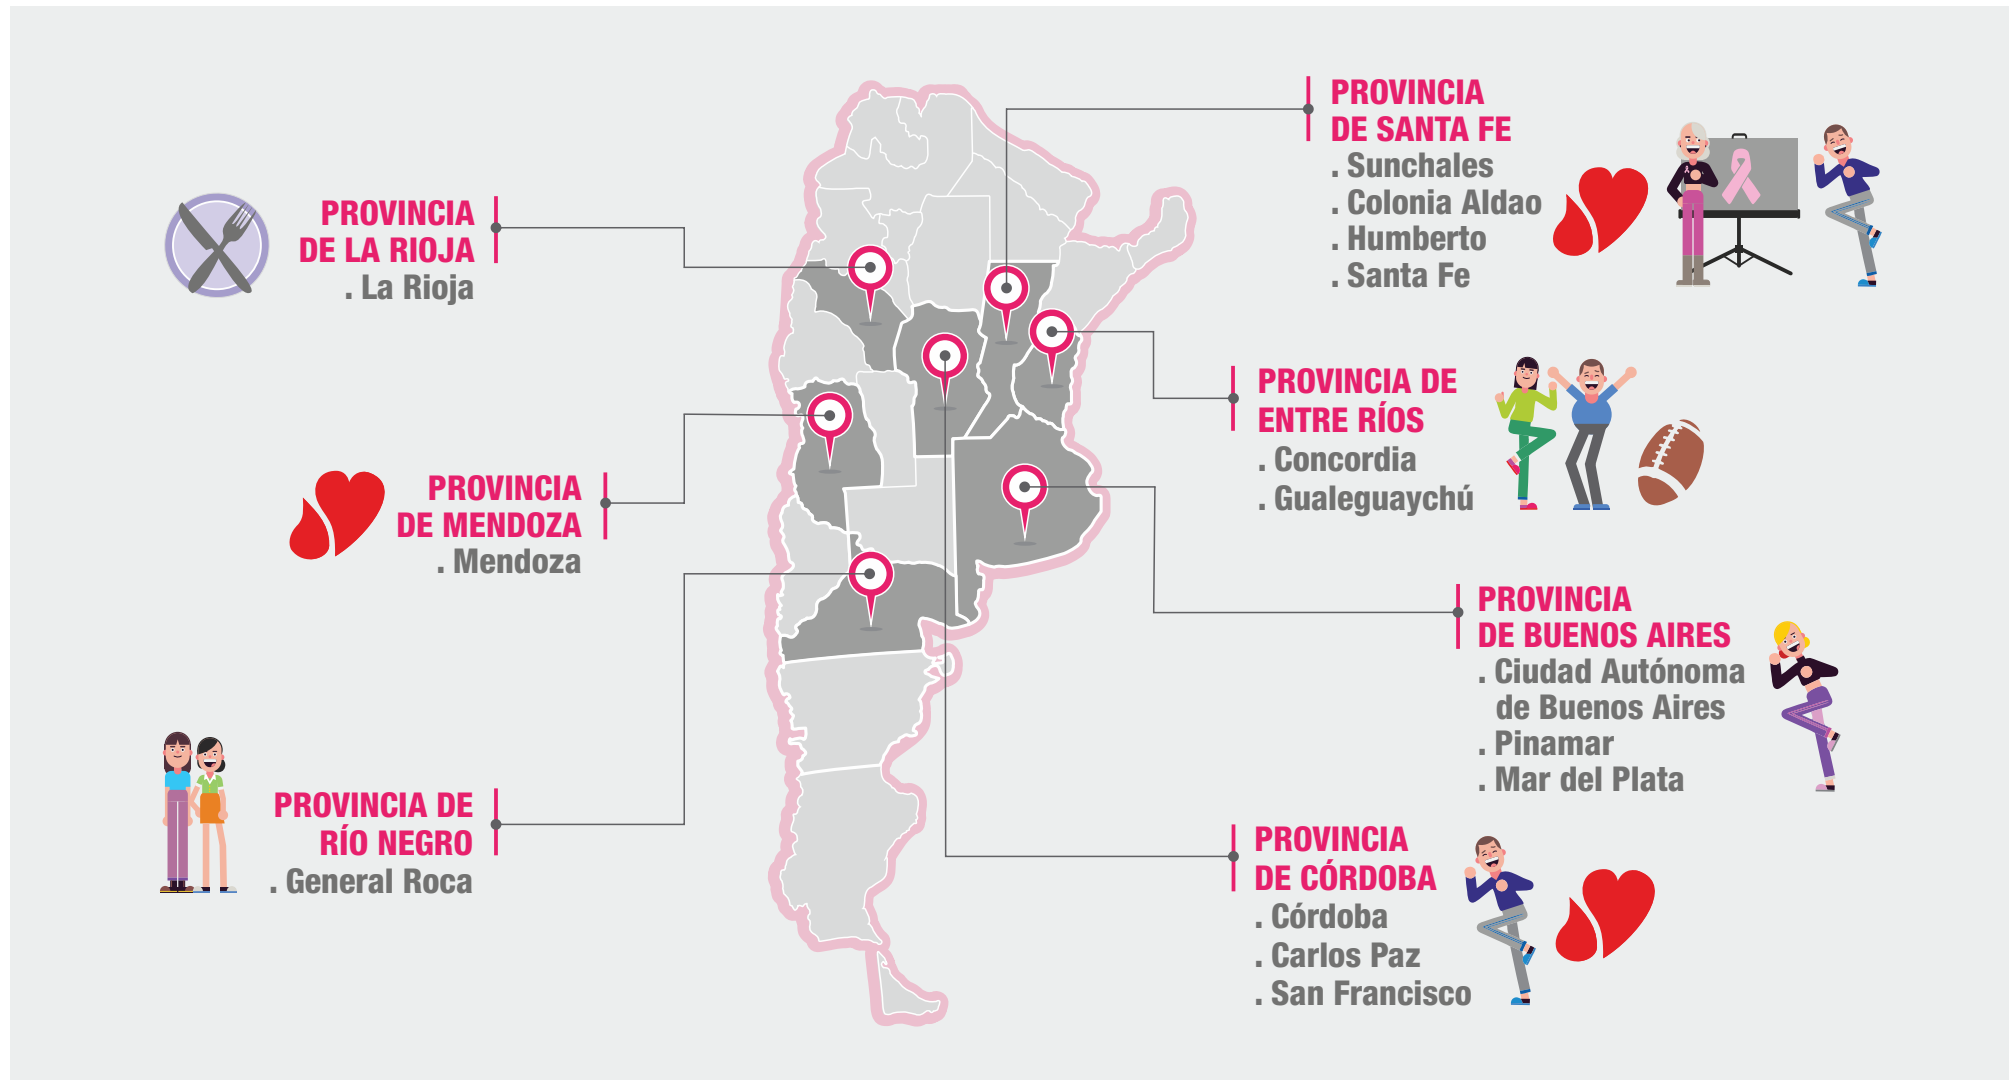 PROVINCIA
DE LA RIOJA
. La Rioja
PROVINCIA
DE MENDOZA
. Mendoza
PROVINCIA DE
RÍO NEGRO
. General Roca
PROVINCIA
DE SANTA FE
. Sunchales
. Colonia Aldao
. Humberto
. Santa Fe
PROVINCIA DE
ENTRE RÍOS
. Concordia
. Gualeguaychú
PROVINCIA
DE BUENOS AIRES
. Ciudad Autónoma
de Buenos Aires
. Pinamar
. Mar del Plata
PROVINCIA
DE CÓRDOBA
. Córdoba
. Carlos Paz
. San Francisco